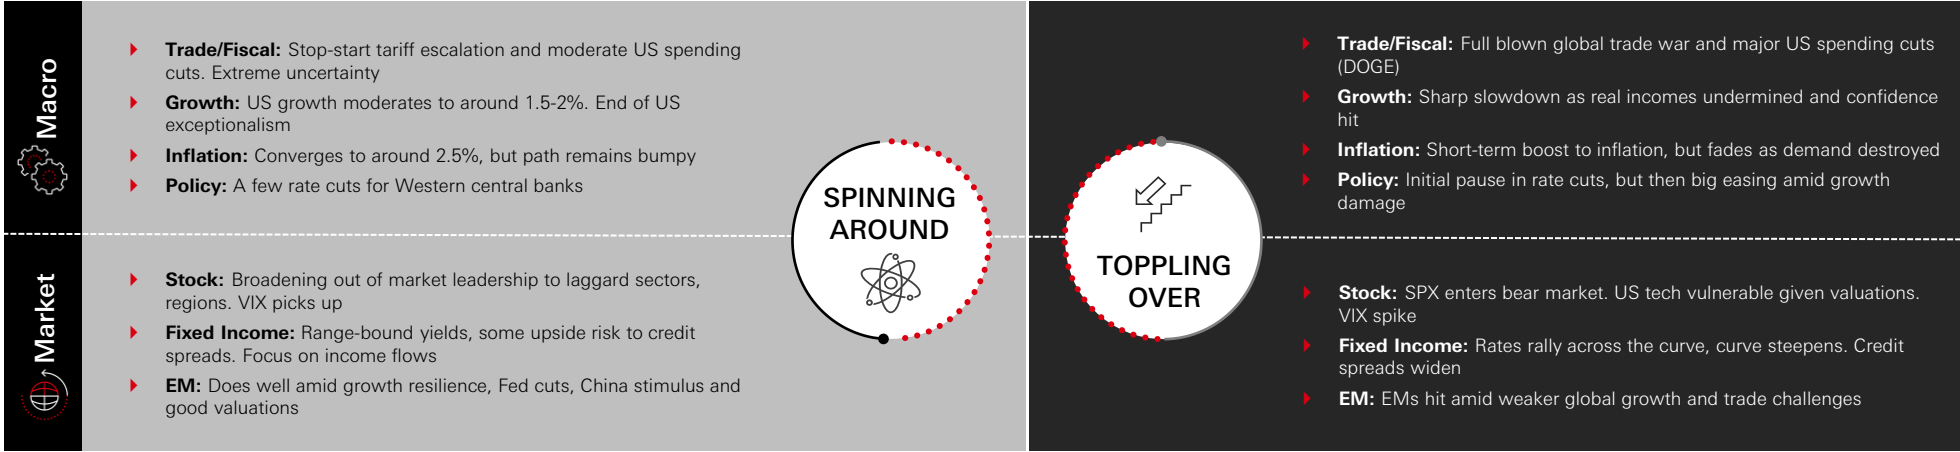 Macro
Trade/Fiscal: Stop-start tariff escalation and moderate US spending
cuts. Extreme uncertainty
Growth: US growth moderates to around 1.5-2%. End of US
exceptionalism
Inflation: Converges to around 2.5%, but path remains bumpy
Policy: A few rate cuts for Western central banks
Market
Stock: Broadening out of market leadership to laggard sectors,
regions. VIX picks up
Fixed Income: Range-bound yields, some upside risk to credit
spreads. Focus on income flows
EM: Does well amid growth resilience, Fed cuts, China stimulus and
good valuations
SPINNING
AROUND
TOPPLING
OVER
Trade/Fiscal: Full blown global trade war and major US spending cuts
(DOGE)
Growth: Sharp slowdown as real incomes undermined and confidence
hit
Inflation: Short-term boost to inflation, but fades as demand destroyed
Policy: Initial pause in rate cuts, but then big easing amid growth
damage
Stock: SPX enters bear market. US tech vulnerable given valuations.
VIX spike
Fixed Income: Rates rally across the curve, curve steepens. Credit
spreads widen
EM: EMs hit amid weaker global growth and trade challenges